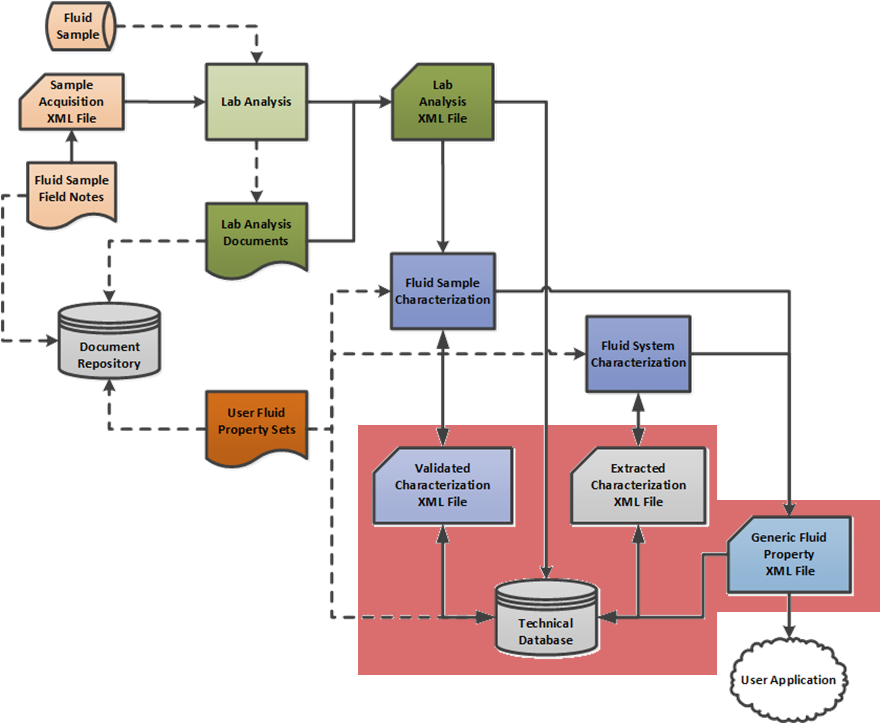 Fluid
Sample
Sample
Acquisition
XML File
Lab Analysis
Lab
Analysis
XML File
Fluid Sample
Field Notes
Lab Analysis
Documents
Fluid Sample
Characterization
Document
Repository
Fluid System
Characterization
User Fluid
Property Sets
Validated
Characterization
XML File
Extracted
Characterization
XML File
Generic Fluid
Property
XML File
Technical
Database
User Application